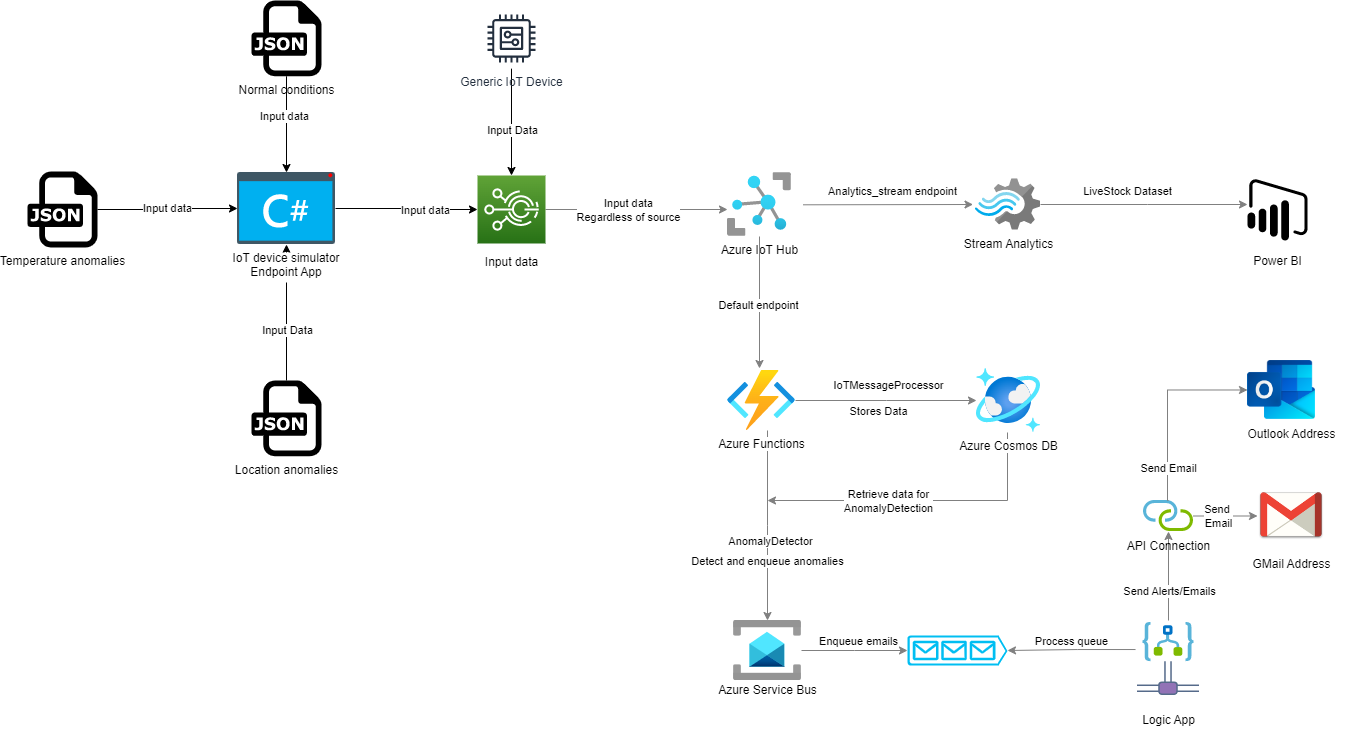 JSON
Normal conditions
Input data
Generic IoT Device
Input Data
JSON
Temperature anomalies
Input data
C#
IoT device simulator
Endpoint App
Input data
Input data
Input data
Regardless of source
Azure IoT Hub
Analytics_stream endpoint
Stream Analytics
LiveStock Dataset
Power BI
Input Data
JSON
Location anomalies
Default endpoint
Azure Functions
IoTMessageProcessor
Stores Data
Azure Cosmos DB
Retrieve data for
AnomalyDetection
AnomalyDetector
Detect and enqueue anomalies
Azure Service Bus
Enqueue emails
Process queue
Logic App
Send Alerts/Emails
API Connection
Send Email
O
Outlook Address
Send
Email
GMail Address